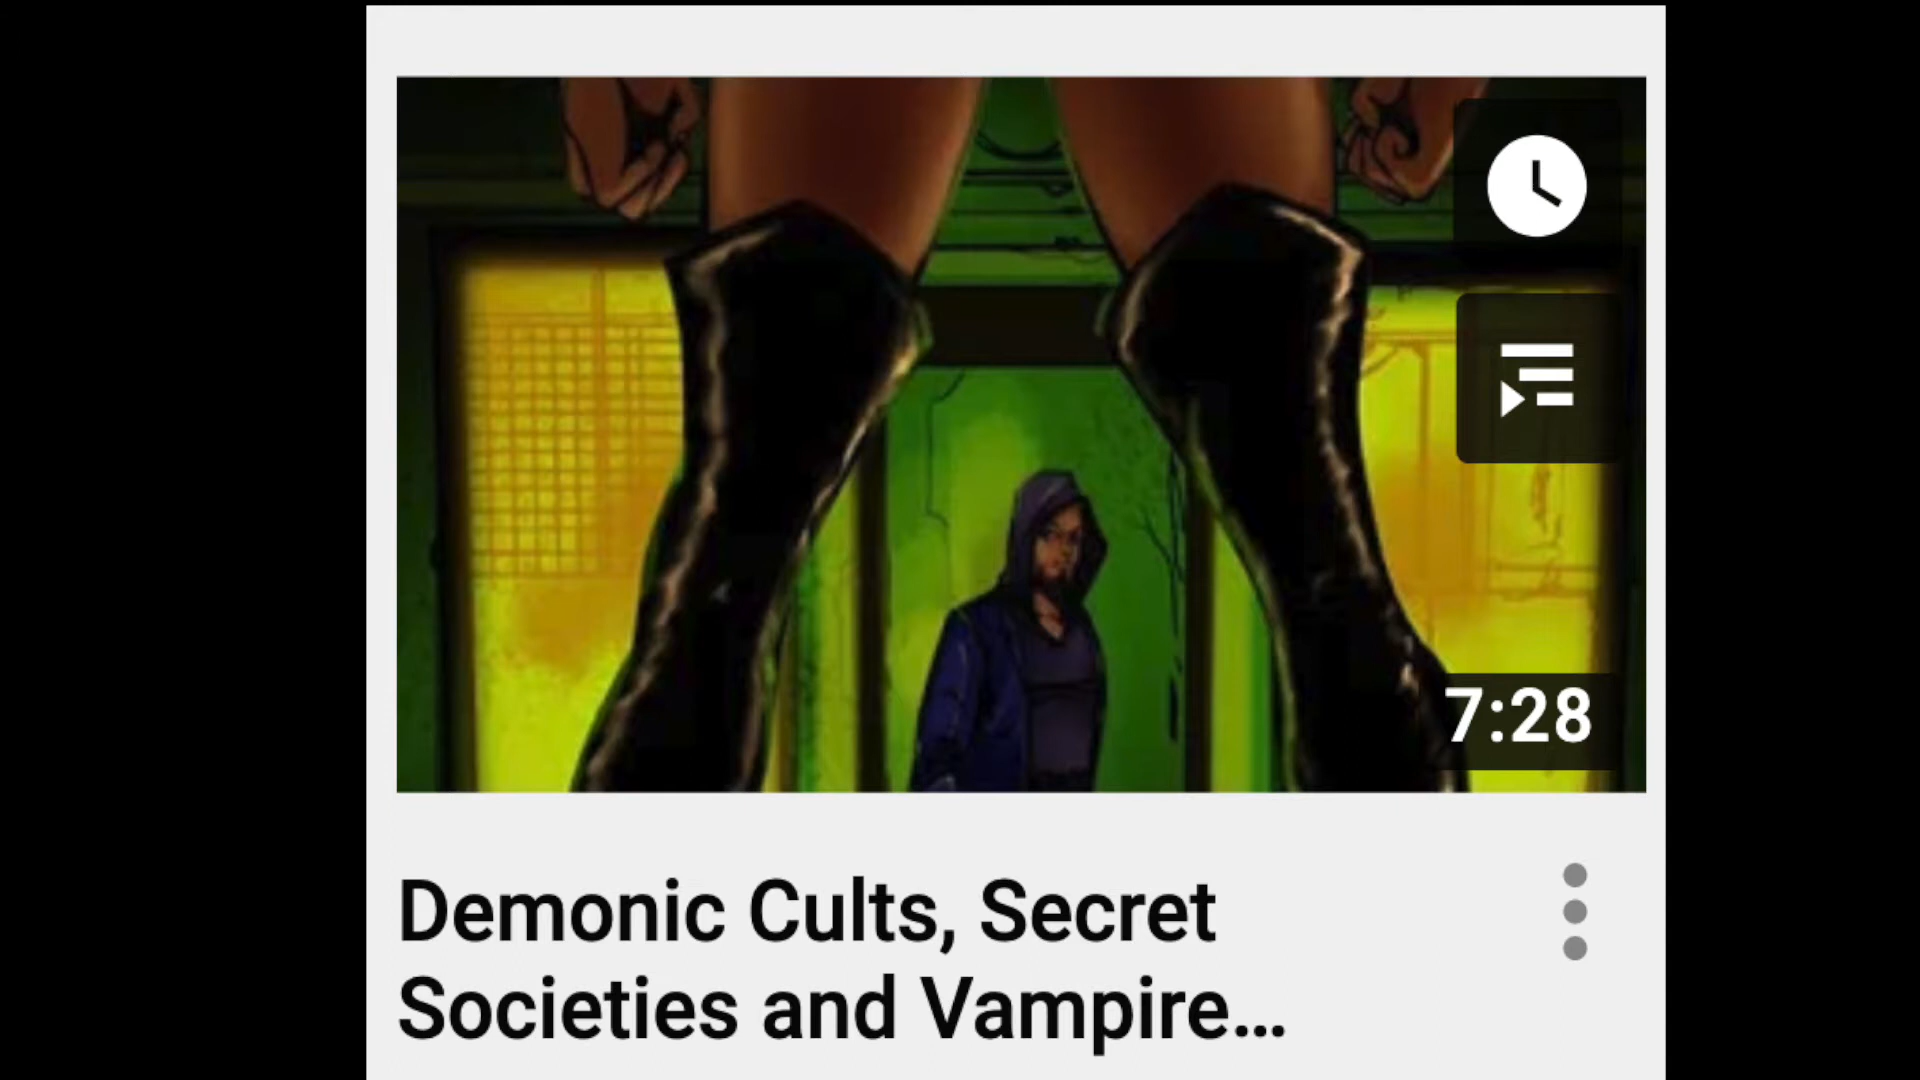 7:28
Demonic Cults, Secret
Societies and Vampire...